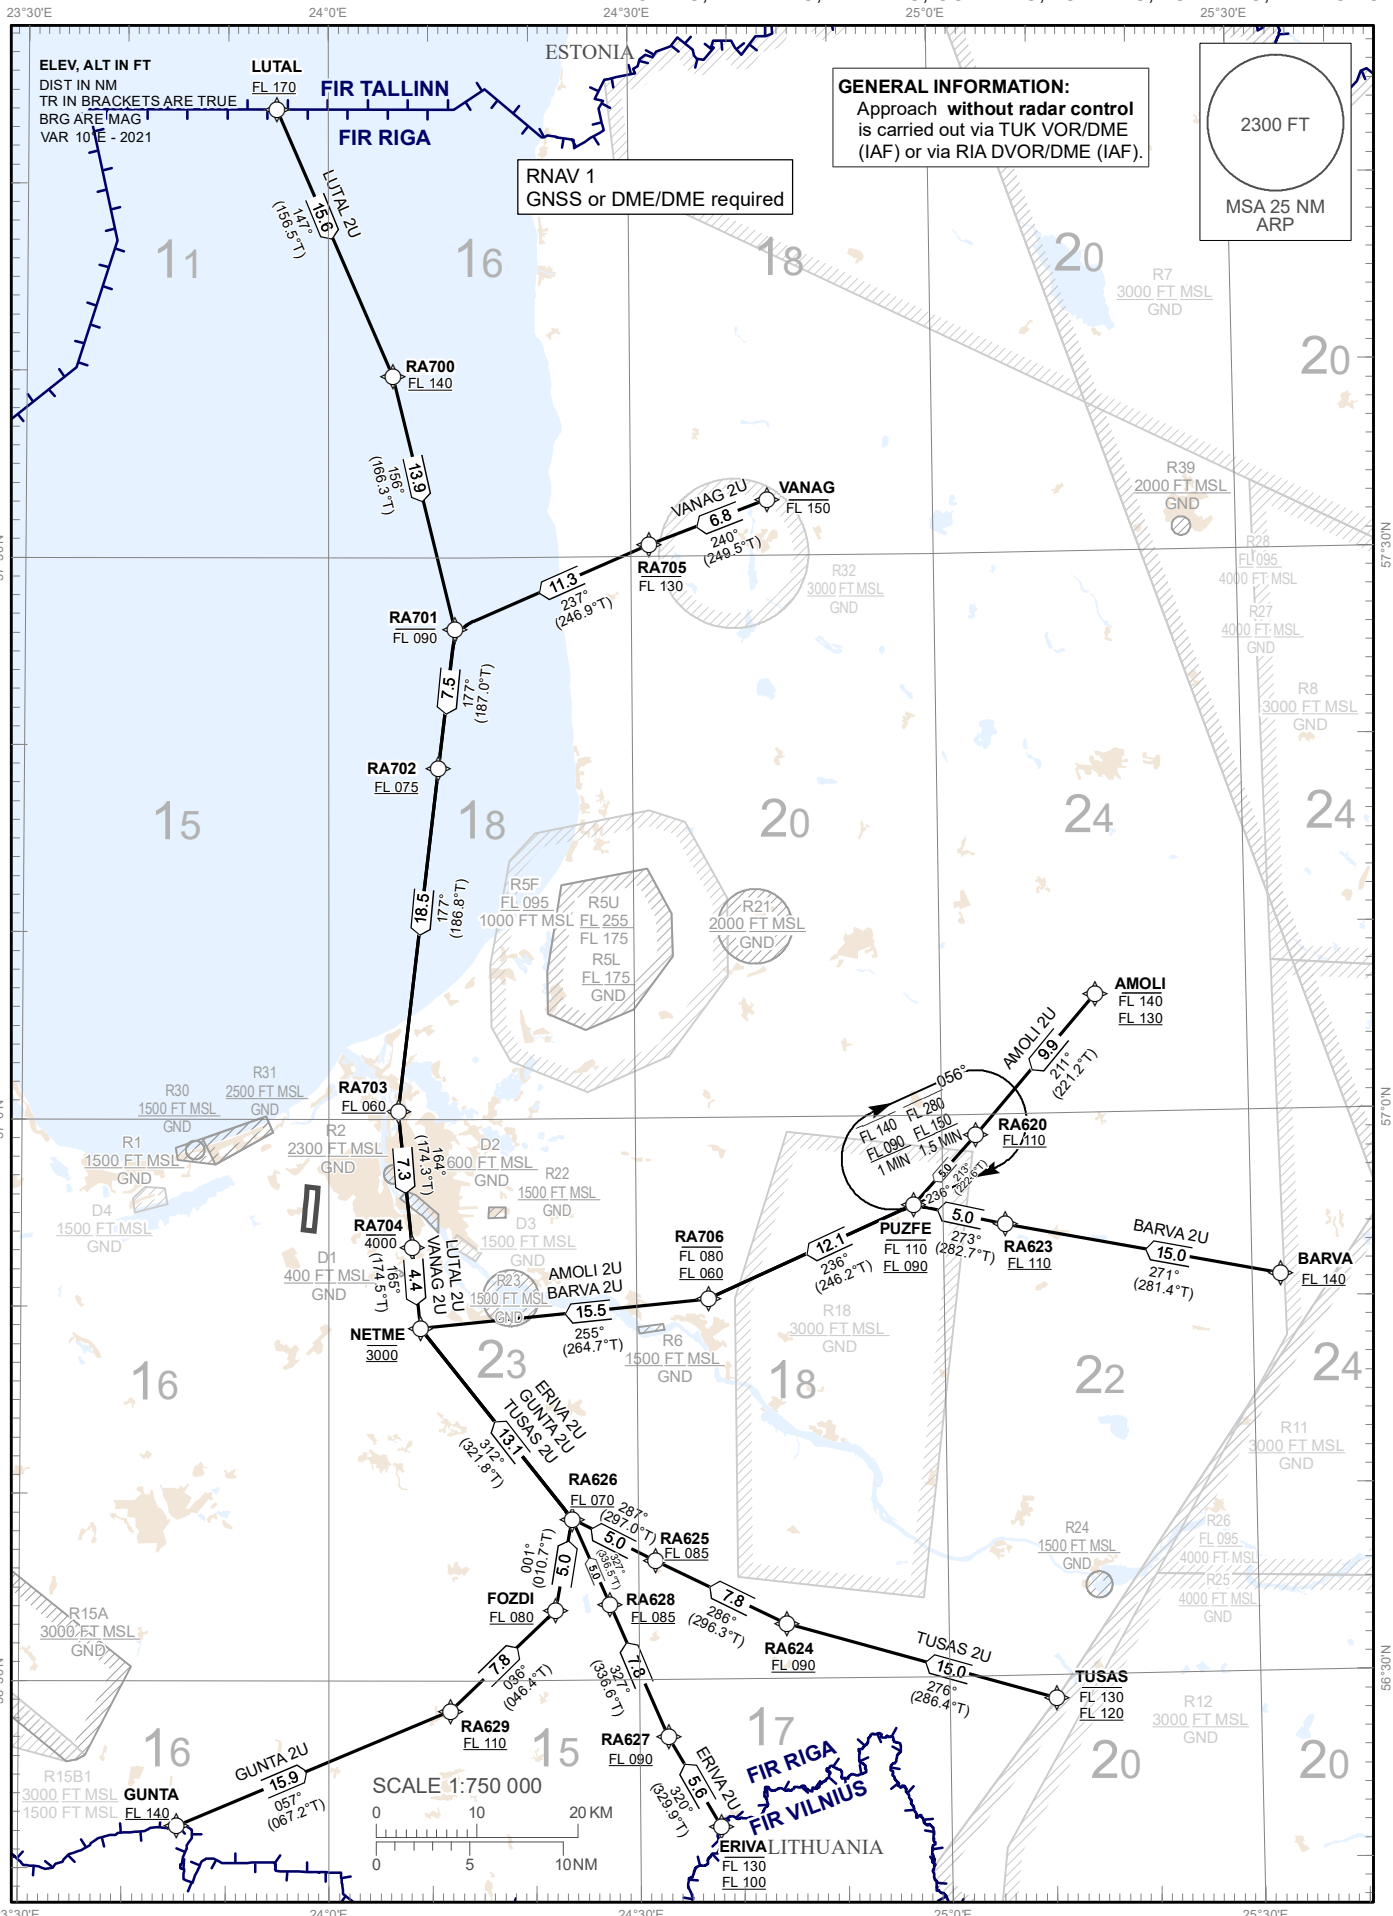 23°30'E
24°0'E
24°30'E
25°0'E
25°30'E
ELEV, ALT IN FT
DIST IN NM
TR IN BRACKETS ARE TRUE
BRG ARE MAG
VAR 10°E - 2021
LUTAL
FL 170
FIR TALLINN
FIR RIGA
ESTONIA
RNAV 1
GNSS or DME/DME required
GENERAL INFORMATION:
Approach without radar control
is carried out via TUK VOR/DME
(IAF) or via RIA DVOR/DME (IAF).
2300 FT
MSA 25 NM
ARP
LUTAL 2U
15.6
147°
(156.5°T)
11
16
18
20
R7
3000 FT MSL
GND
20
RA700
FL 140
13.9
156°
(166.3°T)
VANAG 2U
VANAG
FL 150
6.8
240°
(249.5°T)
RA705
FL 130
11.3
237°
(246.9°T)
R39
2000 FT MSL
GND
57°30'N
R28
FL 095
4000 FT MSL
R27
4000 FT MSL
GND
R32
3000 FT MSL
GND
RA701
FL 090
7.5
177°
(187.0°T)
R8
3000 FT MSL
GND
RA702
FL 075
15
18
20
24
24
18.5
177°
(186.8°T)
R5F
FL 095
1000 FT MSL
R5U
FL 255
FL 175
R5L
FL 175
GND
R21
2000 FT MSL
GND
AMOLI
FL 140
FL 130
AMOLI 2U
9.9
211°
(221.2°T)
056°
FL 280
FL 150
1.5 MIN
FL 140
FL 090
1 MIN
RA620
FL 110
5.0
213°
(222.6°T)
236°
57°0'N
RA703
FL 060
R30
1500 FT MSL
GND
R31
2500 FT MSL
GND
R1
1500 FT MSL
GND
R2
2300 FT MSL
GND
D2
600 FT MSL
GND
R22
1500 FT MSL
GND
D4
1500 FT MSL
GND
D3
1500 FT MSL
GND
D1
400 FT MSL
GND
7.3
164°
(174.3°T)
RA704
4000
4.4
165°
(174.5°T)
LUTAL 2U
VANAG 2U
NETME
3000
R23
1500 FT MSL
GND
AMOLI 2U
BARVA 2U
15.5
255°
(264.7°T)
RA706
FL 080
FL 060
12.1
236°
(246.2°T)
PUZFE
FL 110
FL 090
5.0
273°
(282.7°T)
RA623
FL 110
BARVA 2U
15.0
271°
(281.4°T)
BARVA
FL 140
R18
3000 FT MSL
GND
R6
1500 FT MSL
GND
16
23
18
22
24
ERIVA 2U
GUNTA 2U
TUSAS 2U
13.1
312°
(321.8°T)
R11
3000 FT MSL
GND
RA626
FL 070
287°
(297.0°T)
5.0
RA625
FL 085
001°
(010.7°T)
5.0
327°
(336.5°T)
5.0
R24
1500 FT MSL
GND
R26
FL 095
4000 FT MSL
R25
4000 FT MSL
GND
FOZDI
FL 080
RA628
FL 085
7.8
286°
(296.3°T)
RA624
FL 090
R15A
3000 FT MSL
GND
7.8
036°
(046.4°T)
7.8
327°
(336.6°T)
TUSAS 2U
15.0
276°
(286.4°T)
TUSAS
FL 130
FL 120
56°30'N
R12
3000 FT MSL
GND
RA629
FL 110
RA627
FL 090
16
15
17
20
20
R15B1
3000 FT MSL
1500 FT MSL
GUNTA
FL 140
GUNTA 2U
15.9
057°
(067.2°T)
ERIVA 2U
5.6
320°
(329.9°T)
FIR RIGA
FIR VILNIUS
SCALE 1:750 000
0
10
20 KM
0
5
10NM
ERIVA
FL 130
FL 100
LITHUANIA
24°0'E
24°30'E
25°0'E
25°30'E